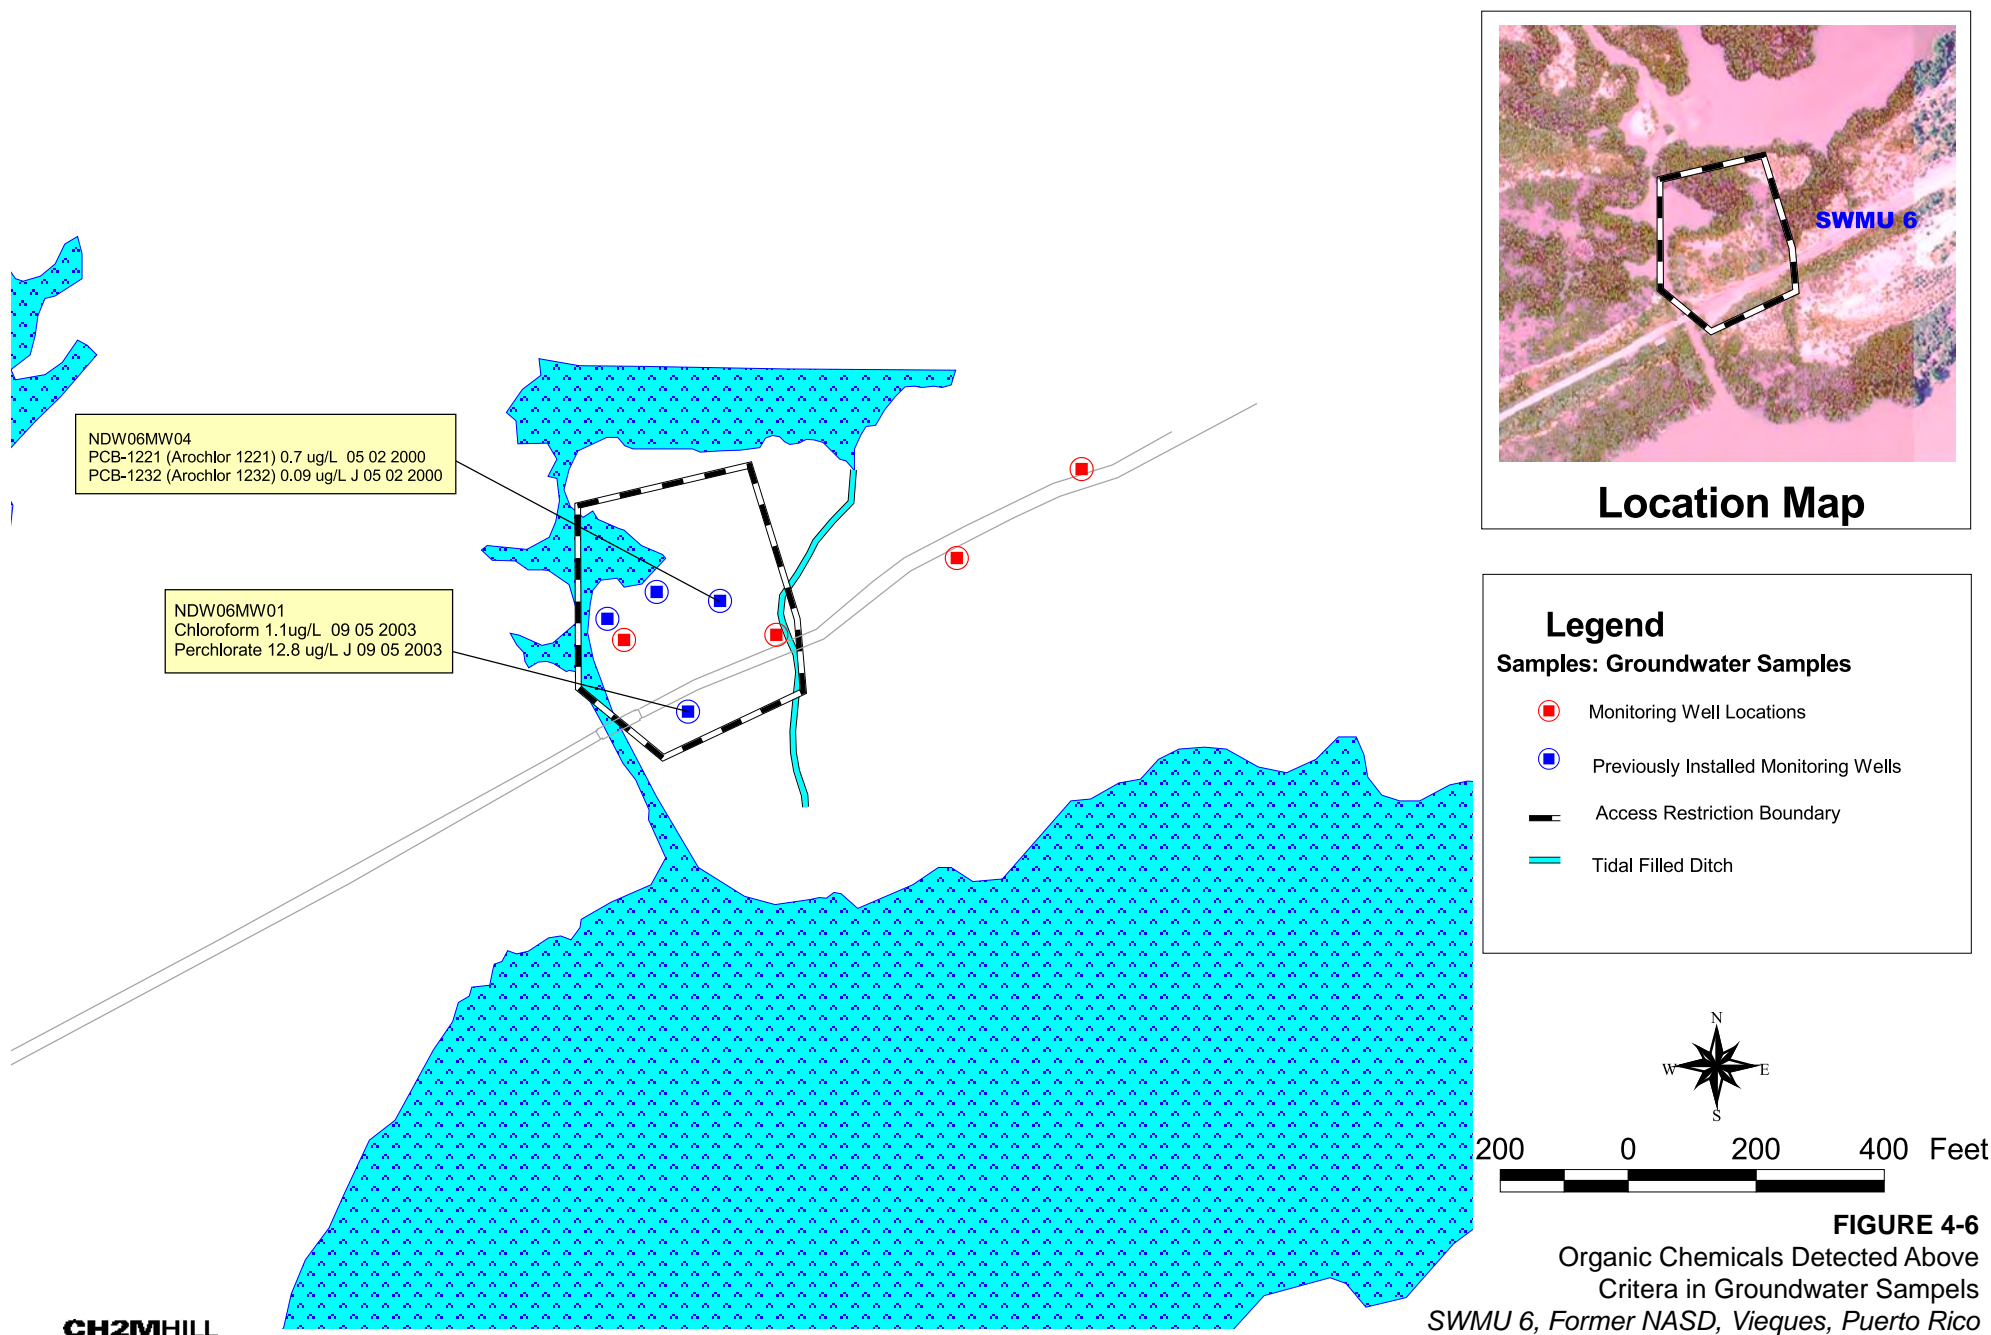 SWMU 6
Location Map
NDW06MW04
PCB-1221 (Arochlor 1221) 0.7 ug/L  05 02 2000
PCB-1232 (Arochlor 1232) 0.09 ug/L J 05 02 2000
NDW06MW01
Chloroform 1.1ug/L  09 05 2003
Perchlorate 12.8 ug/L J 09 05 2003
Legend
Samples: Groundwater Samples
Monitoring Well Locations
Previously Installed Monitoring Wells
Access Restriction Boundary
Tidal Filled Ditch
N
W E
S
200 0 200 400 Feet
FIGURE 4-6
Organic Chemicals Detected Above
Critera in Groundwater Sampels
SWMU 6, Former NASD, Vieques, Puerto Rico
CH2MHILL